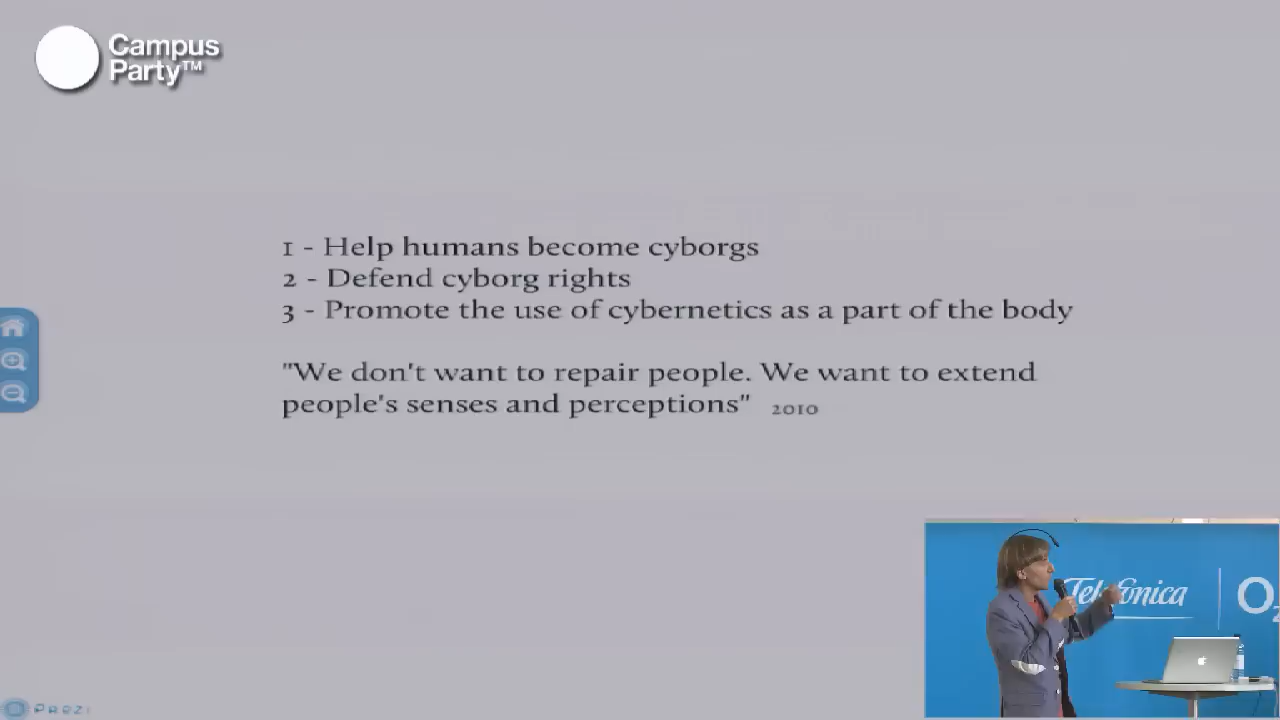 Campus
Party™
1 - Help humans become cyborgs
2 - Defend cyborg rights
3 - Promote the use of cybernetics as a part of the body
"We don't want to repair people. We want to extend
people's senses and perceptions" 2010
Telefónica
O2
Prezi